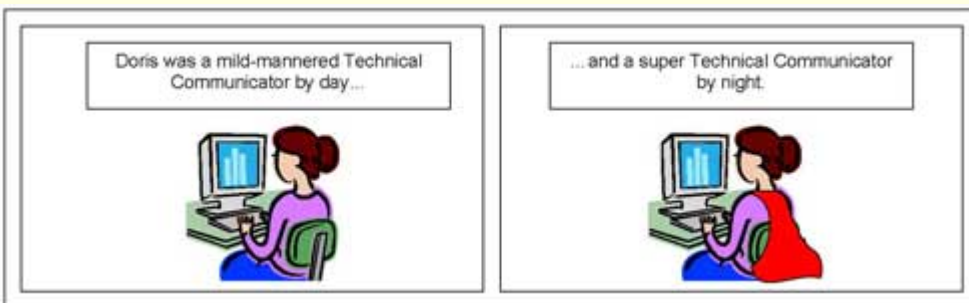 Doris was a mild-mannered Technical
Communicator by day...
... and a super Technical Communicator
by night.